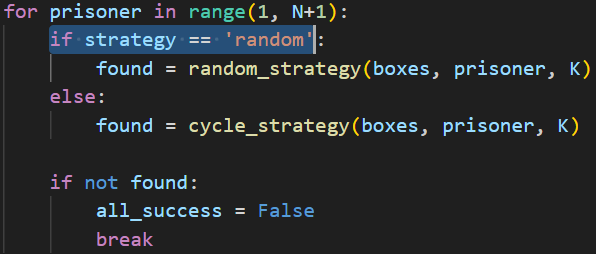 for prisoner in range(1, N+1):
    if strategy == 'random':
        found = random_strategy(boxes, prisoner, K)
    else:
        found = cycle_strategy(boxes, prisoner, K)

    if not found:
        all_success = False
        break